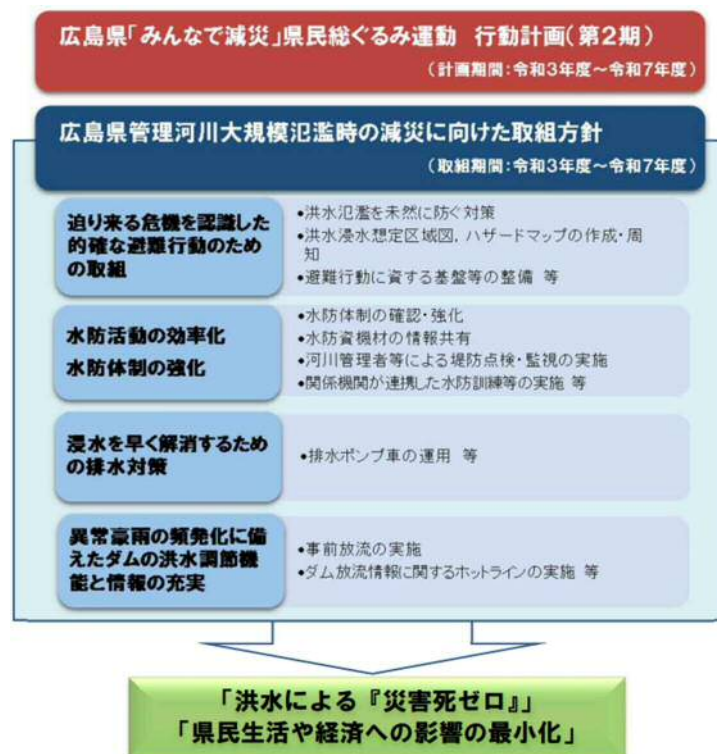 広島県「みんなで減災」県民総ぐるみ運動 行動計画(第2期)
(計画期間:令和3年度～令和7年度)
広島県管理河川大規模氾濫時の減災に向けた取組方針
(取組期間:令和3年度～令和7年度)
迫り来る危機を認識した
的確な避難行動のため
の取組
●洪水氾濫を未然に防ぐ対策
●洪水浸水想定区域図，ハザードマップの作成・周
知
●避難行動に資する基盤等の整備 等
水防活動の効率化
水防体制の強化
●水防体制の確認・強化
●水防資機材の情報共有
●河川管理者等による堤防点検・監視の実施
●関係機関が連携した水防訓練等の実施 等
浸水を早く解消するため
の排水対策
●排水ポンプ車の運用 等
異常豪雨の頻発化に備
えたダムの洪水調節機
能と情報の充実
●事前放流の実施
●ダム放流情報に関するホットラインの実施 等
「洪水による『災害死ゼロ』」
「県民生活や経済への影響の最小化」